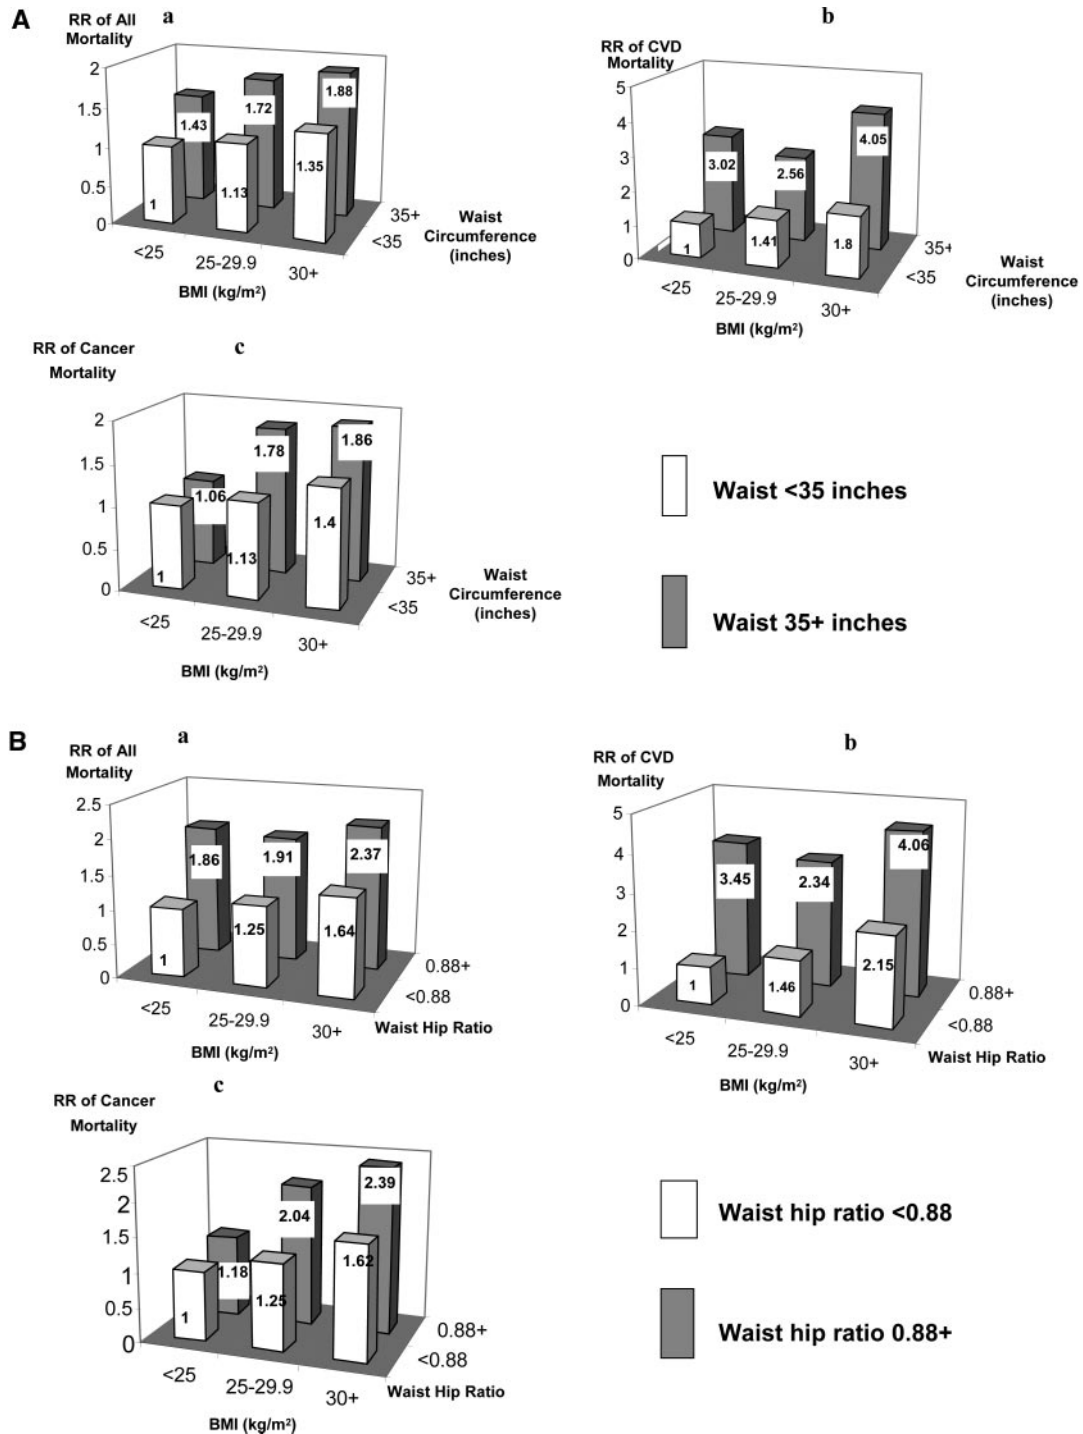 A
a
RR of All
Mortality
2
1.5
1
0.5
0
1.43
1.72
1.88
1
1.13
1.35
<25
25-29.9
30+
35+
<35
Waist
Circumference
(inches)
BMI (kg/m²)
b
RR of CVD
Mortality
5
4
3
2
1
0
3.02
2.56
4.05
1
1.41
1.8
<25
25-29.9
30+
35+
<35
Waist
Circumference
(inches)
BMI (kg/m²)
c
RR of Cancer
Mortality
2
1.5
1
0.5
0
1.06
1.78
1.86
1
1.13
1.4
<25
25-29.9
30+
35+
<35
Waist
Circumference
(inches)
BMI (kg/m²)
Waist <35 inches
Waist 35+ inches
B
a
RR of All
Mortality
2.5
2
1.5
1
0.5
0
1.86
1.91
2.37
1
1.25
1.64
<25
25-29.9
30+
0.88+
<0.88
Waist Hip Ratio
BMI (kg/m²)
b
RR of CVD
Mortality
5
4
3
2
1
0
3.45
2.34
4.06
1
1.46
2.15
<25
25-29.9
30+
0.88+
<0.88
Waist Hip Ratio
BMI (kg/m²)
c
RR of Cancer
Mortality
2.5
2
1.5
1
0.5
0
1.18
2.04
2.39
1
1.25
1.62
<25
25-29.9
30+
0.88+
<0.88
Waist Hip Ratio
BMI (kg/m²)
Waist hip ratio <0.88
Waist hip ratio 0.88+